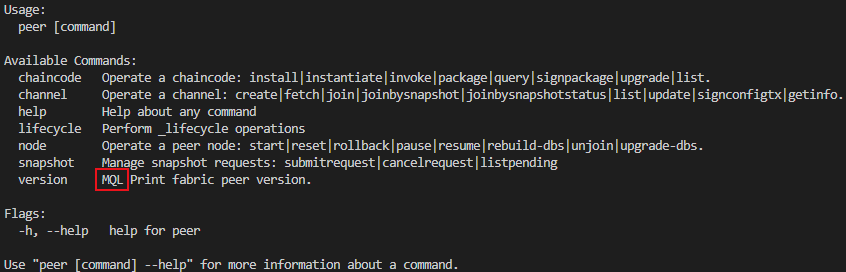 Usage:
  peer [command]

Available Commands:
  chaincode   Operate a chaincode: install|instantiate|invoke|package|query|signpackage|upgrade|list.
  channel     Operate a channel: create|fetch|join|joinbysnapshot|joinbysnapshotstatus|list|update|signconfigtx|getinfo.
  help        Help about any command
  lifecycle   Perform _lifecycle operations
  node        Operate a peer node: start|reset|rollback|pause|resume|rebuild-dbs|unjoin|upgrade-dbs.
  snapshot    Manage snapshot requests: submitrequest|cancelrequest|listpending
  version     MQL Print fabric peer version.

Flags:
  -h, --help   help for peer

Use "peer [command] --help" for more information about a command.